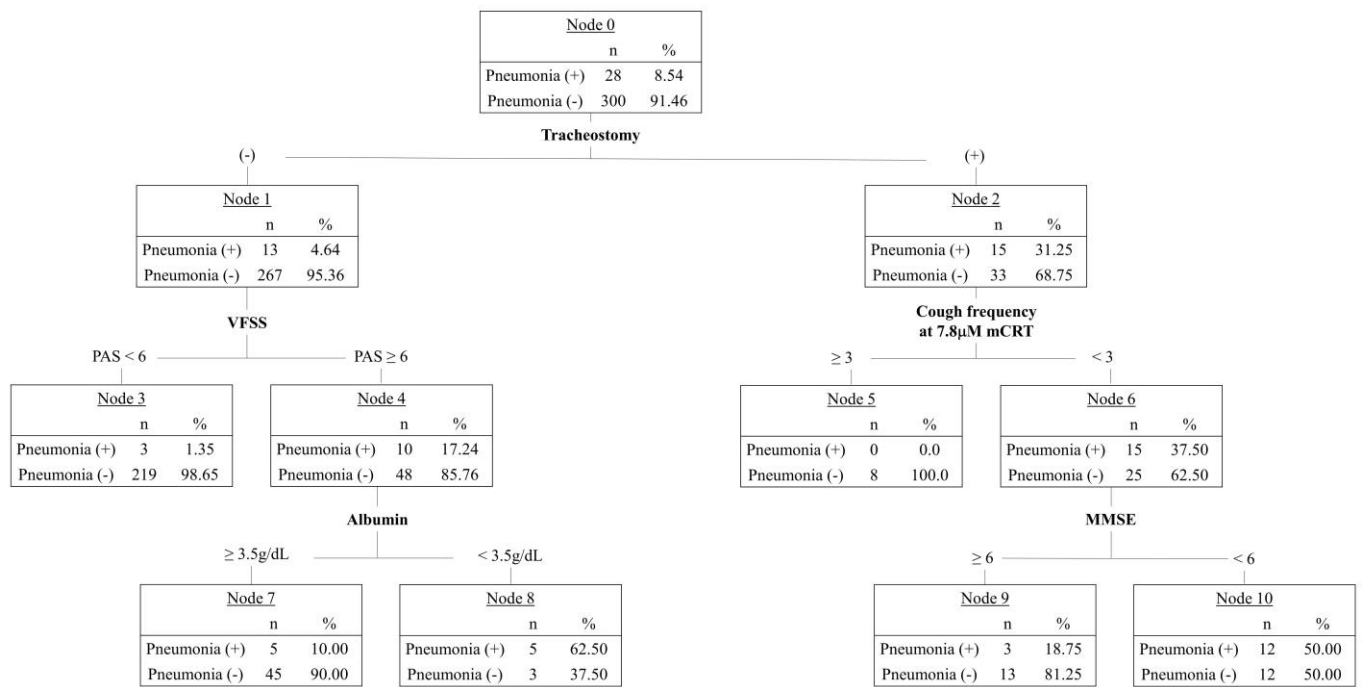 Node 0
n %
Pneumonia (+) 28 8.54
Pneumonia (-) 300 91.46
Tracheostomy
(-) (+)
Node 1
n %
Pneumonia (+) 13 4.64
Pneumonia (-) 267 95.36
VFSS
Node 2
n %
Pneumonia (+) 15 31.25
Pneumonia (-) 33 68.75
Cough frequency
at 7.8μM mCRT
PAS < 6 PAS ≥ 6
≥ 3 < 3
Node 3
n %
Pneumonia (+) 3 1.35
Pneumonia (-) 219 98.65
Node 4
n %
Pneumonia (+) 10 17.24
Pneumonia (-) 48 85.76
Albumin
Node 5
n %
Pneumonia (+) 0 0.0
Pneumonia (-) 8 100.0
Node 6
n %
Pneumonia (+) 15 37.50
Pneumonia (-) 25 62.50
MMSE
≥ 3.5g/dL < 3.5g/dL
≥ 6 < 6
Node 7
n %
Pneumonia (+) 5 10.00
Pneumonia (-) 45 90.00
Node 8
n %
Pneumonia (+) 5 62.50
Pneumonia (-) 3 37.50
Node 9
n %
Pneumonia (+) 3 18.75
Pneumonia (-) 13 81.25
Node 10
n %
Pneumonia (+) 12 50.00
Pneumonia (-) 12 50.00